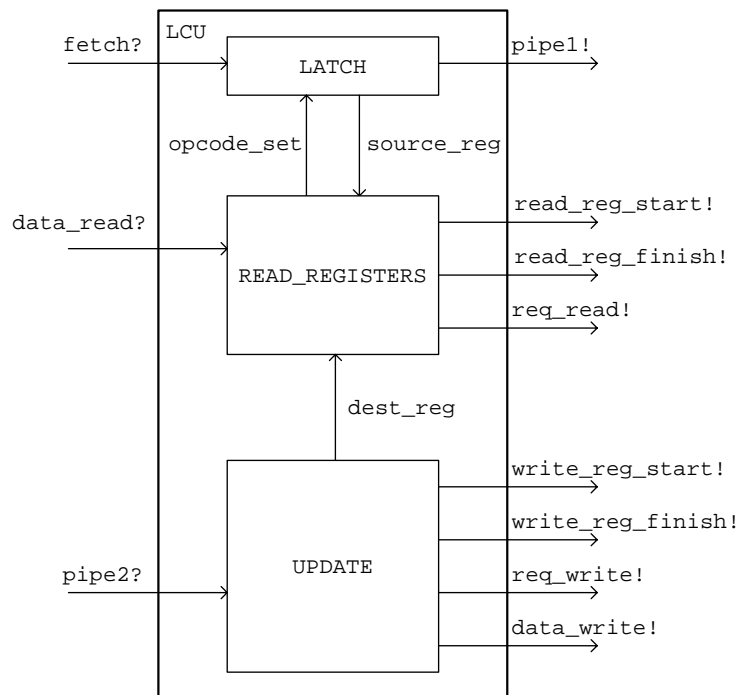 LCU
fetch?
LATCH
pipe1!
opcode_set
source_reg
data_read?
READ_REGISTERS
read_reg_start!
read_reg_finish!
req_read!
dest_reg
pipe2?
UPDATE
write_reg_start!
write_reg_finish!
req_write!
data_write!